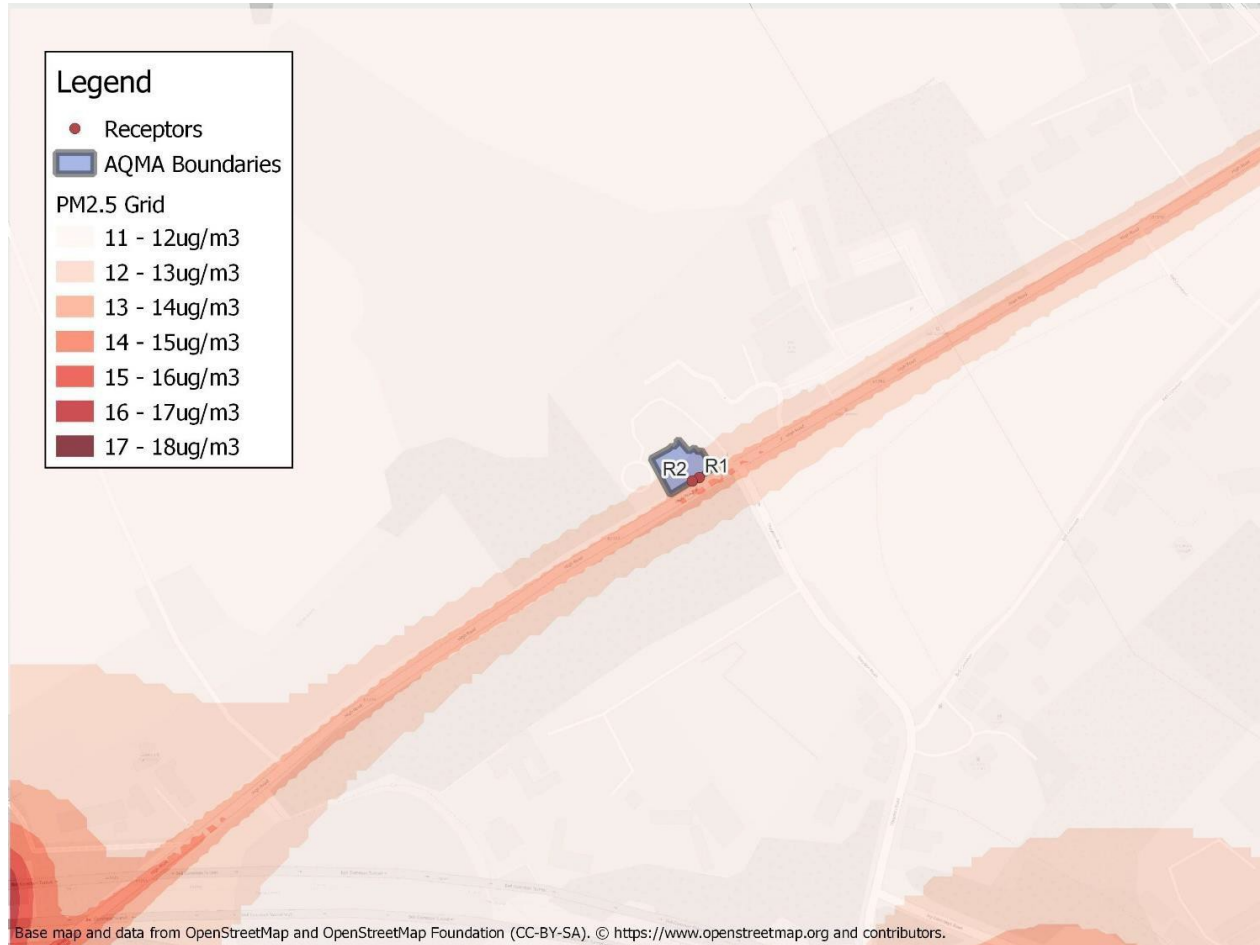 Legend
Receptors
AQMA Boundaries
PM2.5 Grid
11 - 12ug/m3
12 - 13ug/m3
13 - 14ug/m3
14 - 15ug/m3
15 - 16ug/m3
16 - 17ug/m3
17 - 18ug/m3
R2
R1
Base map and data from OpenStreetMap and OpenStreetMap Foundation (CC-BY-SA). © https://www.openstreetmap.org and contributors.